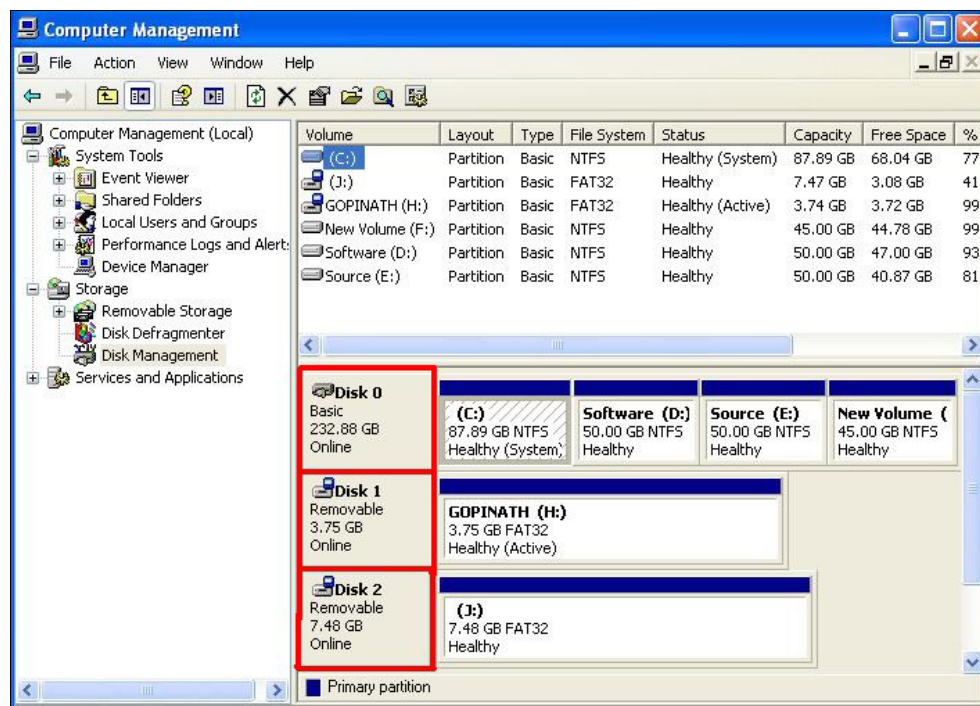 Computer Management
File Action View Window Help
Computer Management (Local)
System Tools
Event Viewer
Shared Folders
Local Users and Groups
Performance Logs and Alert:
Device Manager
Storage
Removable Storage
Disk Defragmenter
Disk Management
Services and Applications
Volume Layout Type File System Status Capacity Free Space %
(C:) Partition Basic NTFS Healthy (System) 87.89 GB 68.04 GB 77
(J:) Partition Basic FAT32 Healthy 7.47 GB 3.08 GB 41
GOPINATH (H:) Partition Basic FAT32 Healthy (Active) 3.74 GB 3.72 GB 99
New Volume (F:) Partition Basic NTFS Healthy 45.00 GB 44.78 GB 99
Software (D:) Partition Basic NTFS Healthy 50.00 GB 47.00 GB 93
Source (E:) Partition Basic NTFS Healthy 50.00 GB 40.87 GB 81
Disk 0
Basic
232.88 GB
Online
(C:)
87.89 GB NTFS
Healthy (System)
Software (D:)
50.00 GB NTFS
Healthy
Source (E:)
50.00 GB NTFS
Healthy
New Volume (
45.00 GB NTFS
Healthy
Disk 1
Removable
3.75 GB
Online
GOPINATH (H:)
3.75 GB FAT32
Healthy (Active)
Disk 2
Removable
7.48 GB
Online
(J:)
7.48 GB FAT32
Healthy
Primary partition